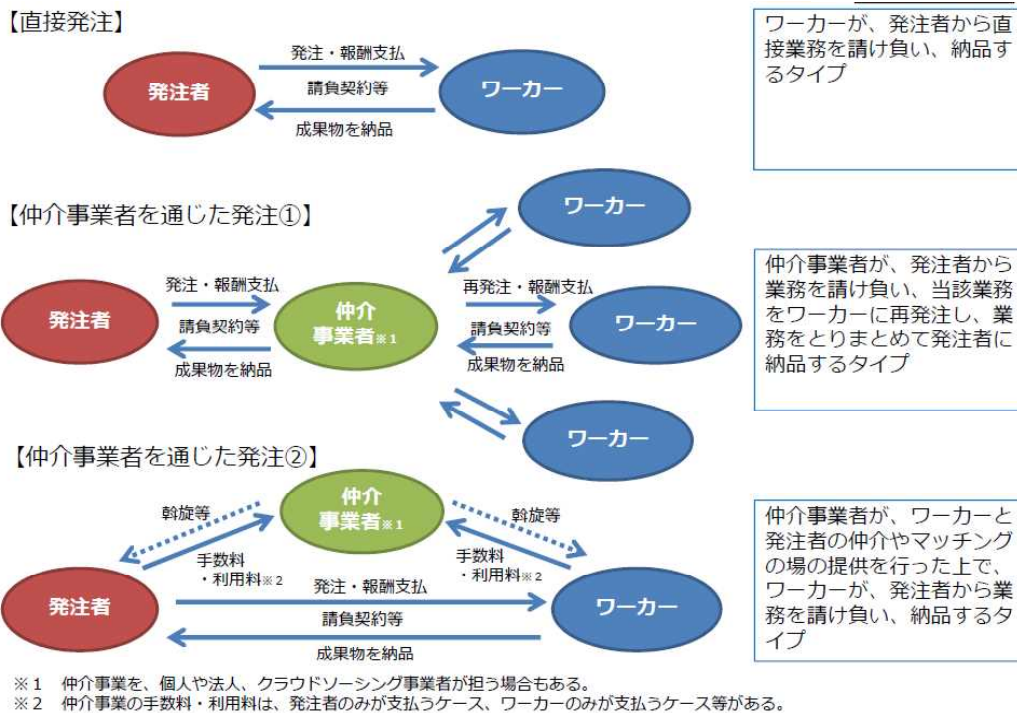 【直接発注】
発注者
発注・報酬支払
請負契約等
成果物を納品
ワーカー
ワーカーが、発注者から直
接業務を請け負い、納品す
るタイプ
【仲介事業者を通じた発注①】
発注者
発注・報酬支払
請負契約等
成果物を納品
仲介
事業者※1
再発注・報酬支払
請負契約等
成果物を納品
ワーカー
ワーカー
ワーカー
仲介事業者が、発注者から
業務を請け負い、当該業務
をワーカーに再発注し、業
務をとりまとめて発注者に
納品するタイプ
【仲介事業者を通じた発注②】
仲介
事業者※1
斡旋等
斡旋等
手数料
・利用料※2
手数料
・利用料※2
発注者
発注・報酬支払
請負契約等
成果物を納品
ワーカー
仲介事業者が、ワーカーと
発注者の仲介やマッチング
の場の提供を行った上で、
ワーカーが、発注者から業
務を請け負い、納品するタ
イプ
※1 仲介事業を、個人や法人、クラウドソーシング事業者が担う場合もある。
※2 仲介事業の手数料・利用料は、発注者のみが支払うケース、ワーカーのみが支払うケース等がある。